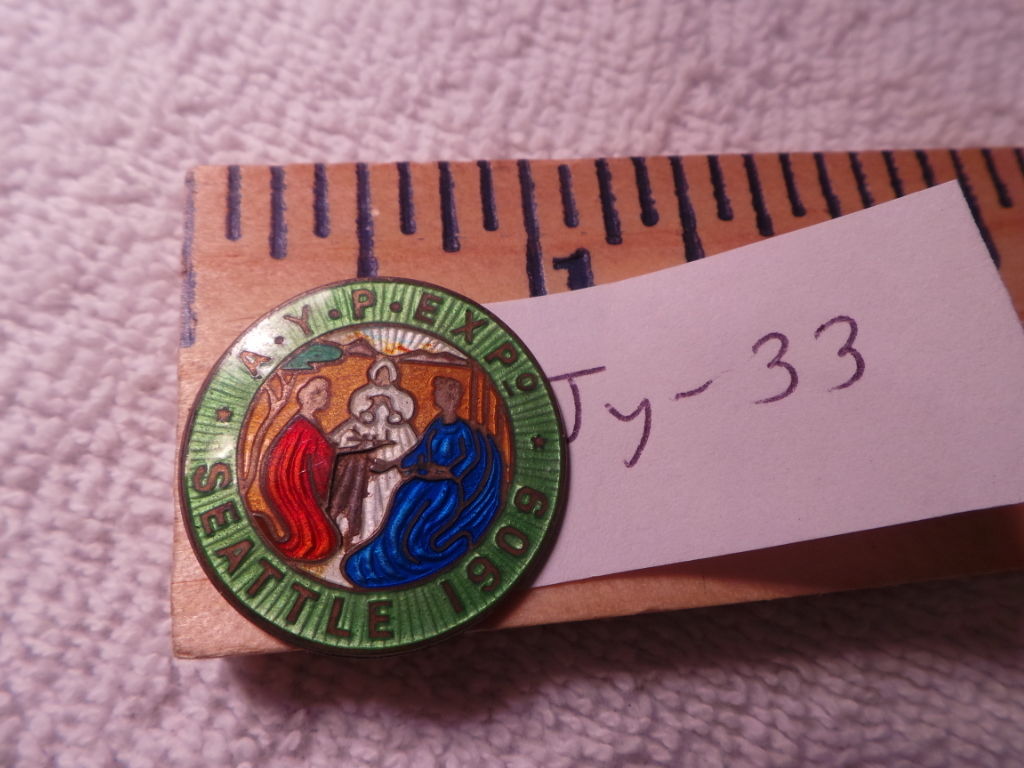 A·Y·P·EXPO
SEATTLE 1909
1
Jy-33